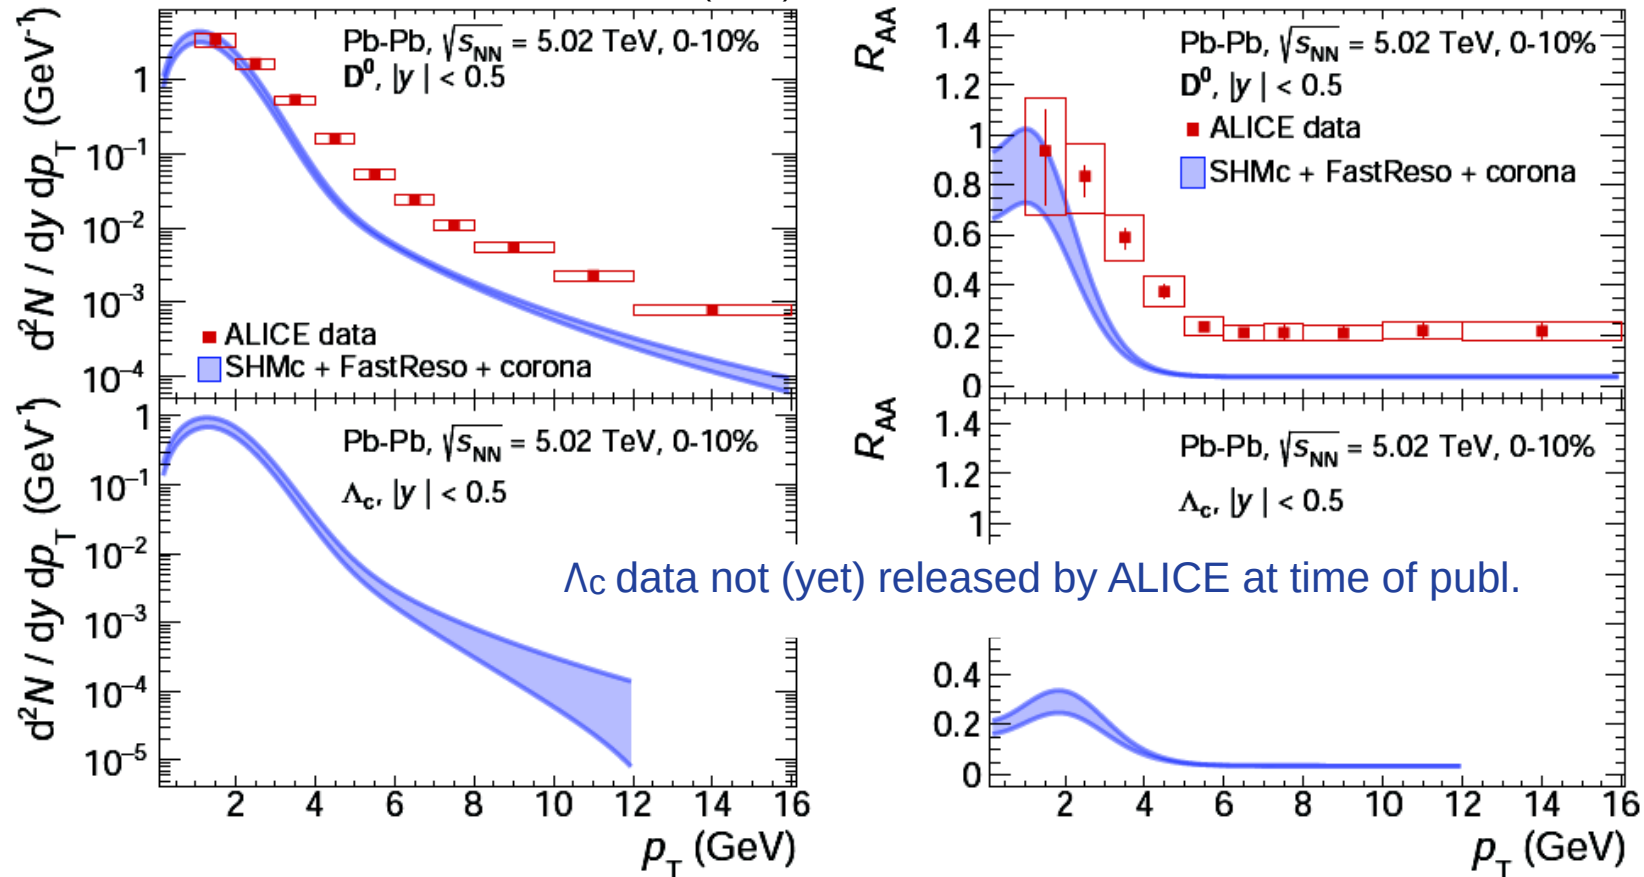 d²N / dy dp_T (GeV⁻¹)
Pb-Pb, √s_NN = 5.02 TeV, 0-10%
D⁰, |y| < 0.5
1
10⁻¹
10⁻²
10⁻³
10⁻⁴
ALICE data
SHMc + FastReso + corona
R_AA
Pb-Pb, √s_NN = 5.02 TeV, 0-10%
D⁰, |y| < 0.5
ALICE data
SHMc + FastReso + corona
1.4
1.2
1
0.8
0.6
0.4
0.2
0
d²N / dy dp_T (GeV⁻¹)
Pb-Pb, √s_NN = 5.02 TeV, 0-10%
Λ_c, |y| < 0.5
1
10⁻¹
10⁻²
10⁻³
10⁻⁴
10⁻⁵
2 4 6 8 10 12 14 16
p_T (GeV)
R_AA
Pb-Pb, √s_NN = 5.02 TeV, 0-10%
Λ_c, |y| < 0.5
1.4
1.2
1
Λc data not (yet) released by ALICE at time of publ.
0.4
0.2
0
2 4 6 8 10 12 14 16
p_T (GeV)